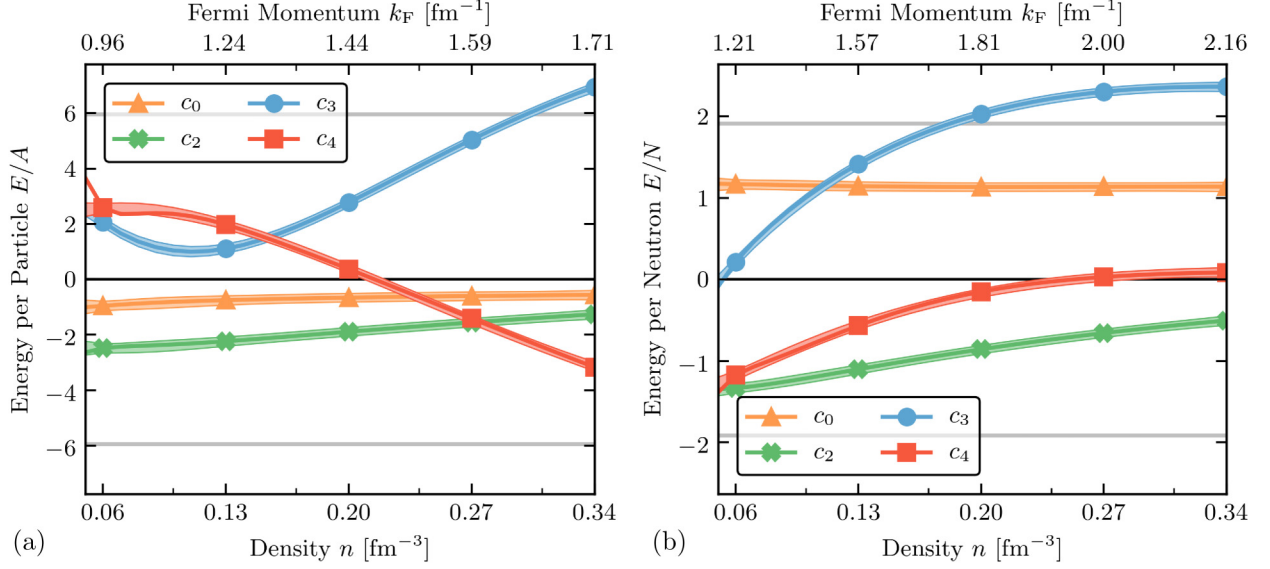 Fermi Momentum k_F [fm⁻¹]
0.96 1.24 1.44 1.59 1.71
Energy per Particle E/A
6
4
2
0
−2
−4
−6
c₀ c₃
c₂ c₄
0.06 0.13 0.20 0.27 0.34
(a) Density n [fm⁻³]
Fermi Momentum k_F [fm⁻¹]
1.21 1.57 1.81 2.00 2.16
Energy per Neutron E/N
2
1
0
−1
−2
c₀ c₃
c₂ c₄
0.06 0.13 0.20 0.27 0.34
(b) Density n [fm⁻³]